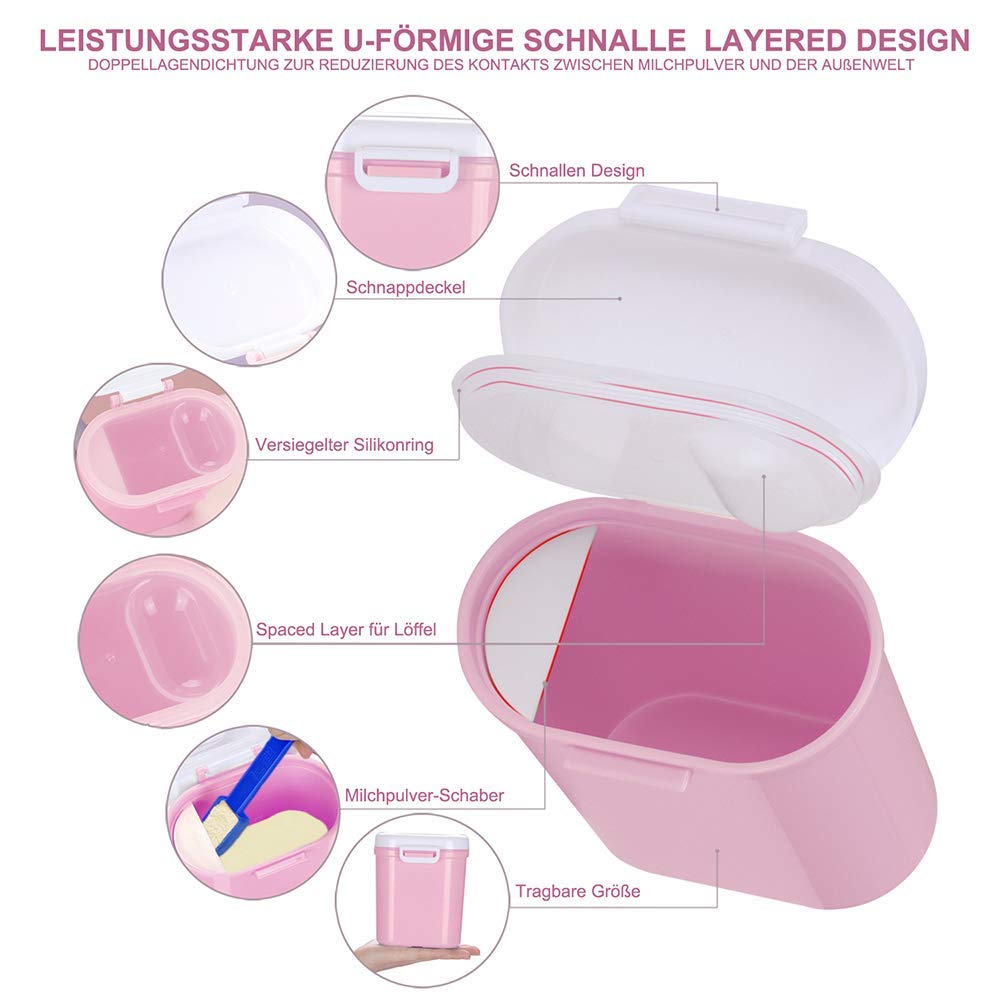 LEISTUNGSSTARKE U-FÖRMIGE SCHNALLE LAYERED DESIGN
DOPPELLAGENDICHTUNG ZUR REDUZIERUNG DES KONTAKTS ZWISCHEN MILCHPULVER UND DER AUßENWELT
Schnallen Design
Schnappdeckel
Versiegelter Silikonring
Spaced Layer für Löffel
Milchpulver-Schaber
Tragbare Größe